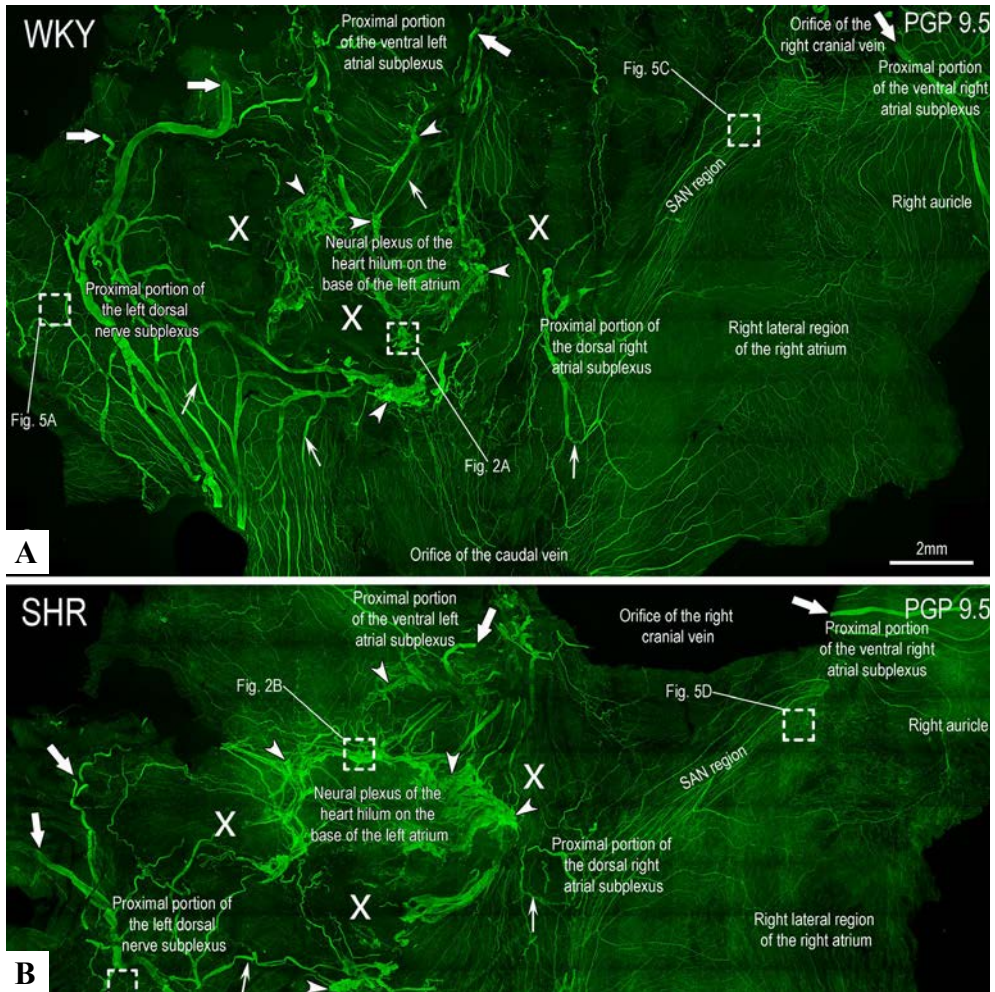 WKY
Proximal portion
of the ventral left
atrial subplexus
Orifice of the
right cranial vein
PGP 9.5
Proximal portion
of the ventral right
atrial subplexus
Fig. 5C
SAN region
Right auricle
X
X
X
Neural plexus of the
heart hilum on the
base of the left atrium
Proximal portion of
the left dorsal
nerve subplexus
Proximal portion of
the dorsal right
atrial subplexus
Right lateral region
of the right atrium
Fig. 5A
Fig. 2A
Orifice of the caudal vein
2mm
A
SHR
Proximal portion
of the ventral left
atrial subplexus
Orifice of the right
cranial vein
PGP 9.5
Proximal portion
of the ventral right
atrial subplexus
Fig. 2B
Fig. 5D
Right auricle
SAN region
X
X
X
Neural plexus of the
heart hilum on the
base of the left atrium
Proximal portion of
the dorsal right
atrial subplexus
Proximal portion of
the left dorsal
nerve subplexus
Right lateral region
of the right atrium
B